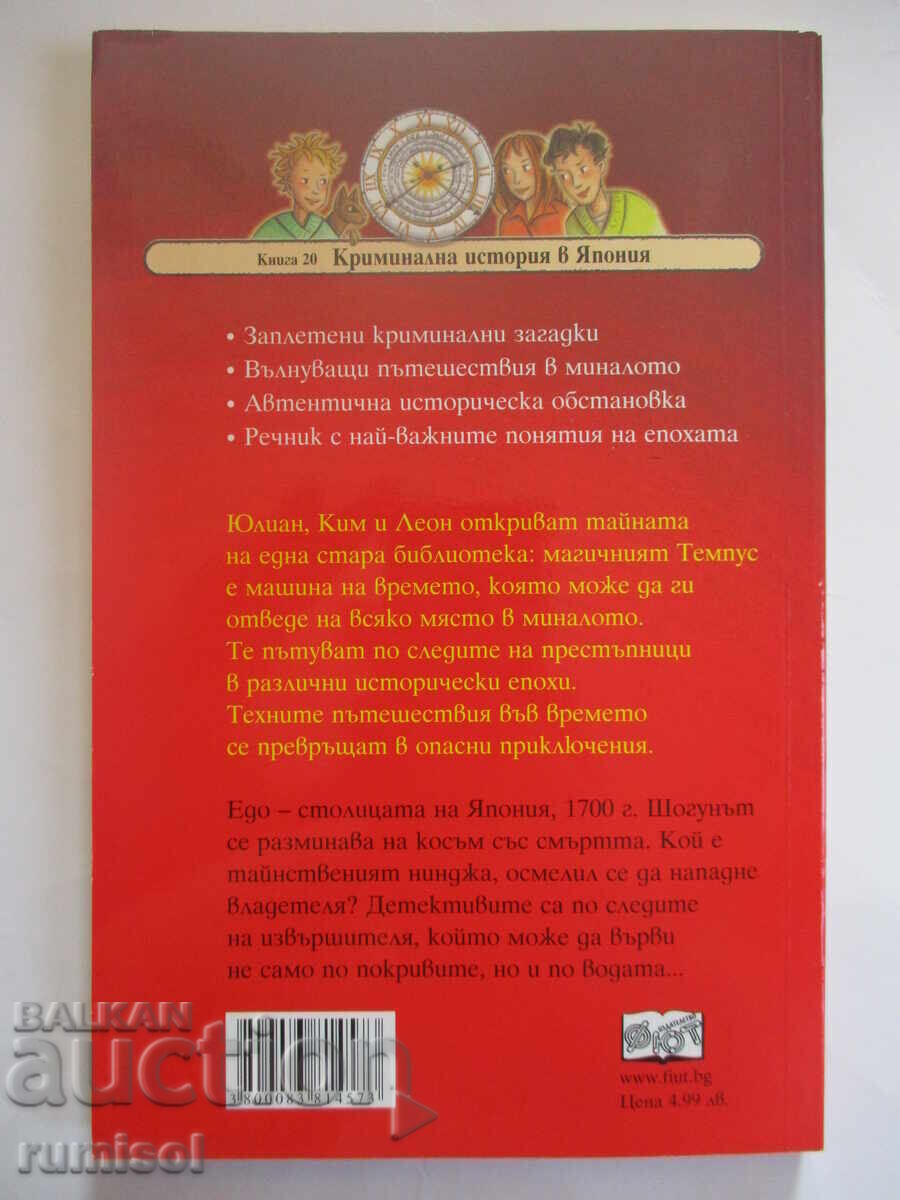 Книга 20 Криминална история в Япония
• Заплетени криминални загадки
• Вълнуващи пътешествия в миналото
• Автентична историческа обстановка
• Речник с най-важните понятия на епохата
Юлиан, Ким и Леон откриват тайната
на една стара библиотека: магичният Темпус
е машина на времето, която може да ги
отведе на всяко място в миналото.
Те пътуват по следите на престъпници
в различни исторически епохи.
Техните пътешествия във времето
се превръщат в опасни приключения.
Едо – столицата на Япония, 1700 г. Шогунът
се разминава на косъм със смъртта. Кой е
тайнственият нинджа, осмелил се да нападне
владетеля? Детективите са по следите
на извършителя, който може да върви
не само по покривите, но и по водата...
BALKAN
auction
rumisol
3 800083 814573
ИЗДАТЕЛСТВО
ФЮТ
www.fiut.bg
Цена 4.99 лв.